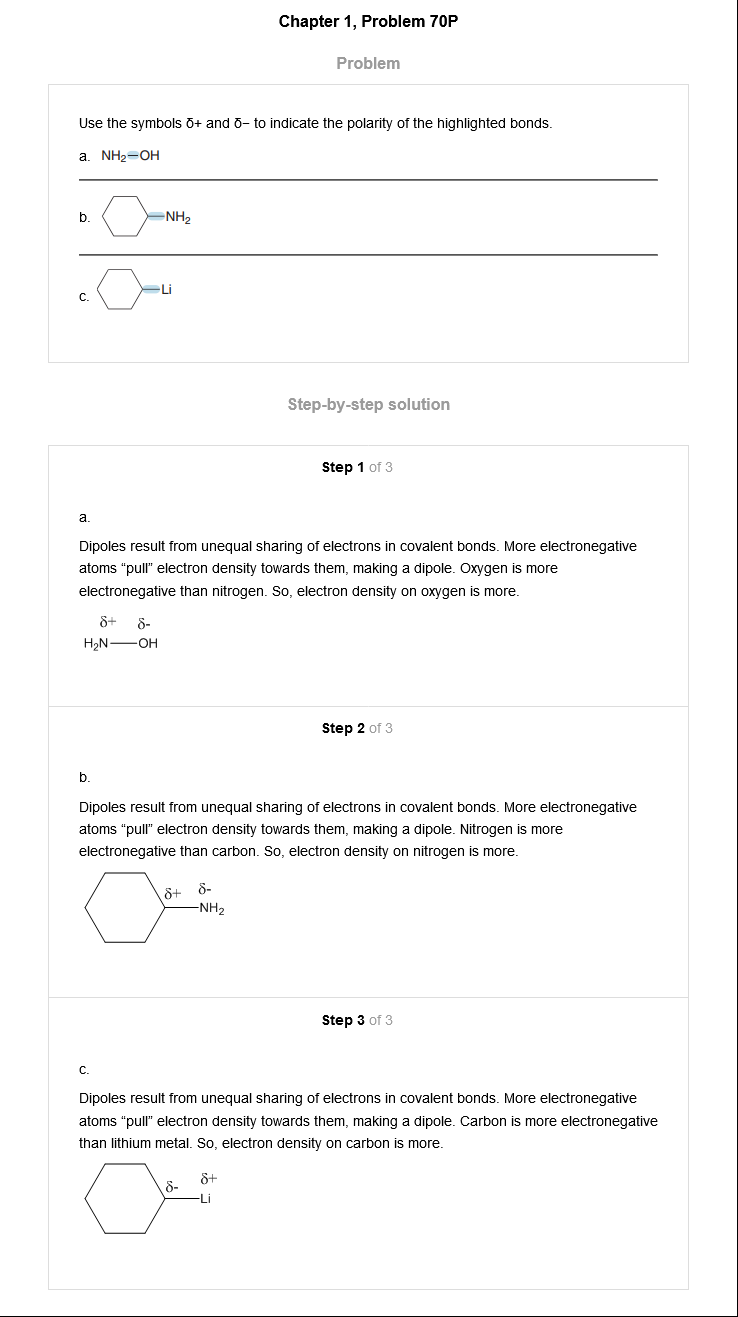 Chapter 1, Problem 70P
Problem
Use the symbols δ+ and δ− to indicate the polarity of the highlighted bonds.
a. NH₂–OH
b. –NH₂
c. –Li
Step-by-step solution
Step 1 of 3
a.
Dipoles result from unequal sharing of electrons in covalent bonds. More electronegative
atoms “pull” electron density towards them, making a dipole. Oxygen is more
electronegative than nitrogen. So, electron density on oxygen is more.
δ+ δ-
H₂N—OH
Step 2 of 3
b.
Dipoles result from unequal sharing of electrons in covalent bonds. More electronegative
atoms “pull” electron density towards them, making a dipole. Nitrogen is more
electronegative than carbon. So, electron density on nitrogen is more.
δ+ δ-
NH₂
Step 3 of 3
c.
Dipoles result from unequal sharing of electrons in covalent bonds. More electronegative
atoms “pull” electron density towards them, making a dipole. Carbon is more electronegative
than lithium metal. So, electron density on carbon is more.
δ- δ+
Li